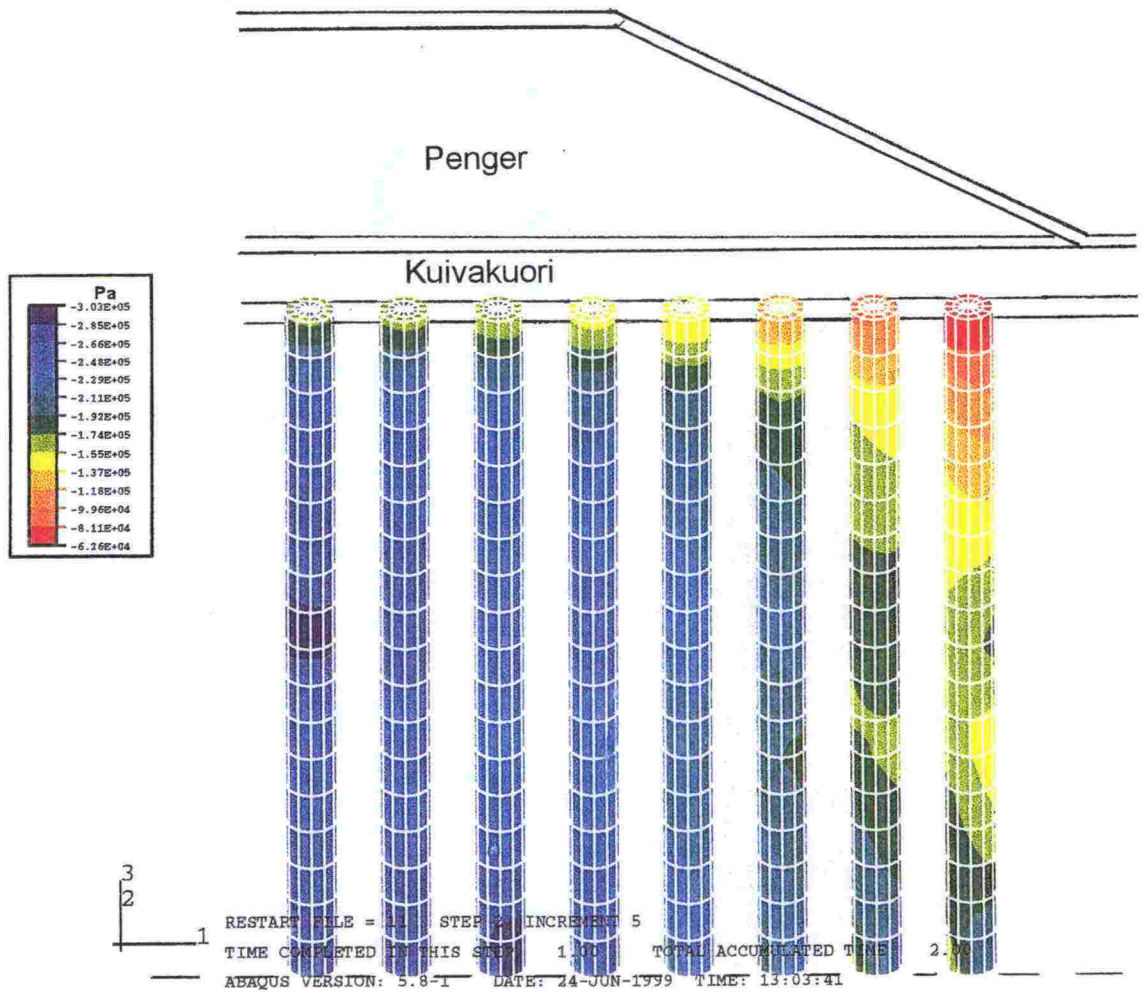 Penger
Kuivakuori
Pa
-3.03E+05
-2.85E+05
-2.66E+05
-2.48E+05
-2.29E+05
-2.11E+05
-1.92E+05
-1.74E+05
-1.55E+05
-1.37E+05
-1.18E+05
-9.96E+04
-8.11E+04
-6.26E+04
3
2
1
RESTART FILE = 11 STEP 2 INCREMENT 5
TIME COMPLETED IN THIS STEP 1.00 TOTAL ACCUMULATED TIME 2.00
ABAQUS VERSION: 5.8-1 DATE: 24-JUN-1999 TIME: 13:03:41